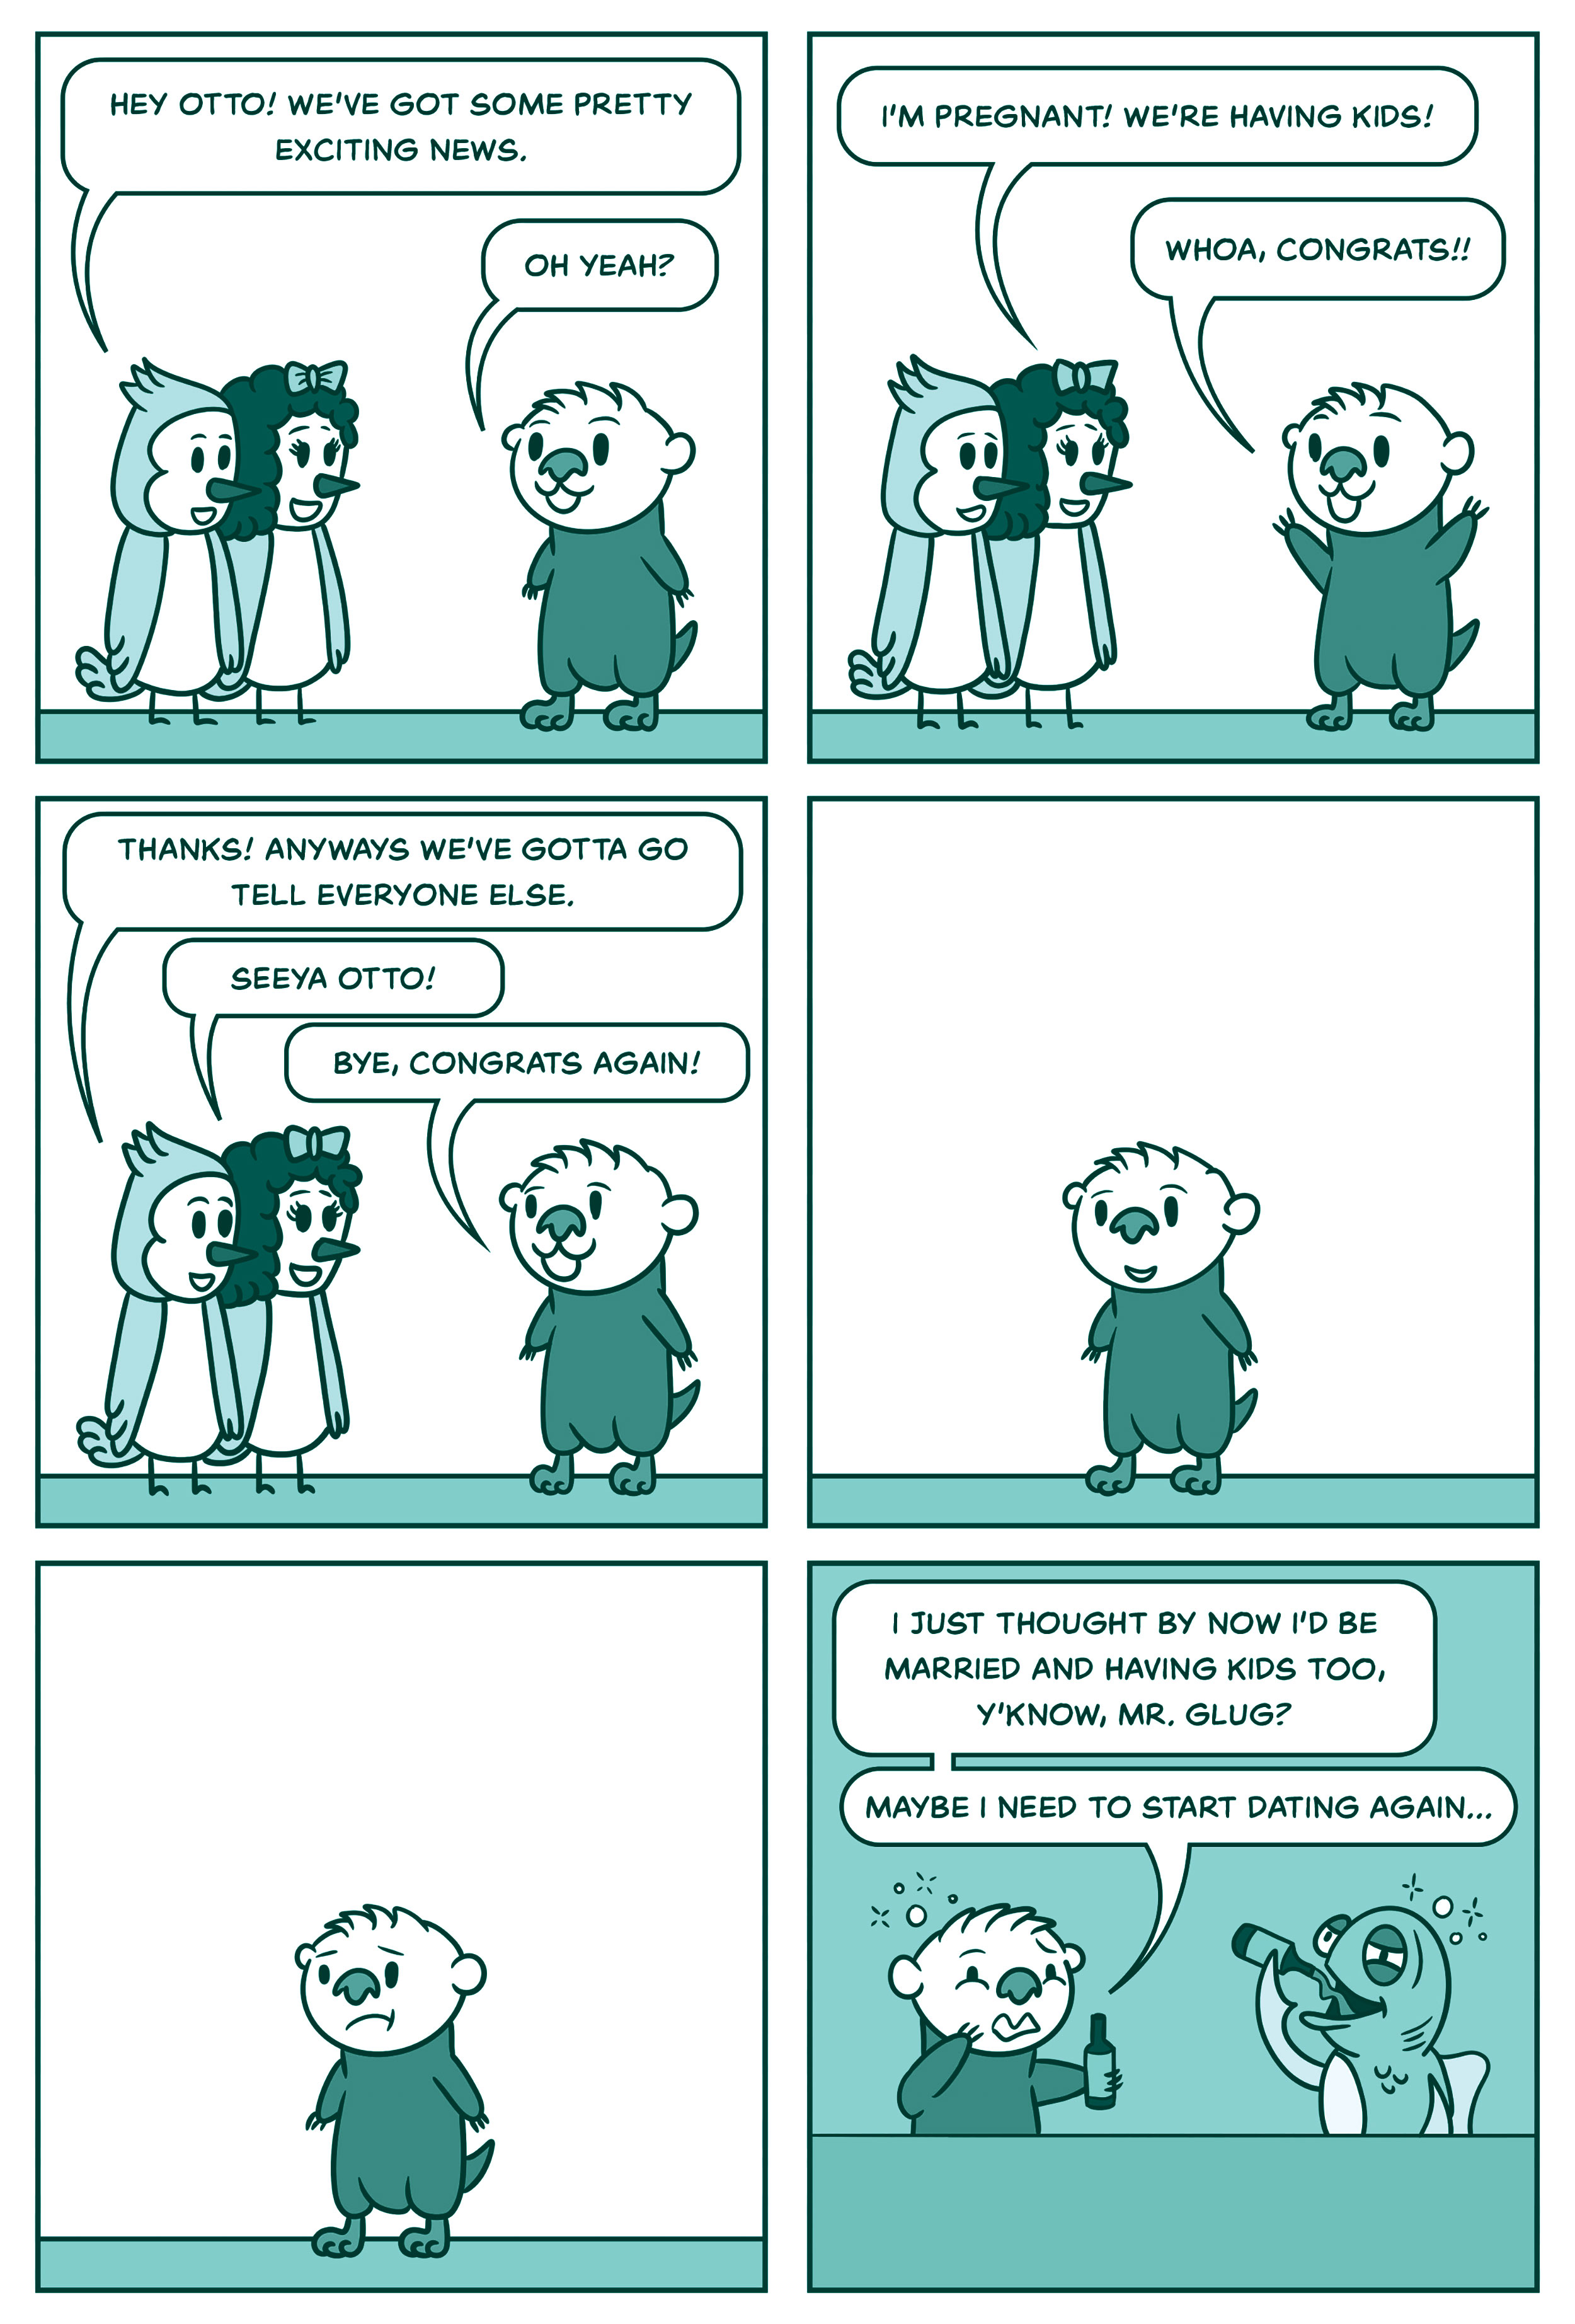 HEY OTTO! WE'VE GOT SOME PRETTY
EXCITING NEWS.
OH YEAH?
I'M PREGNANT! WE'RE HAVING KIDS!
WHOA, CONGRATS!!
THANKS! ANYWAYS WE'VE GOTTA GO
TELL EVERYONE ELSE.
SEEYA OTTO!
BYE, CONGRATS AGAIN!
I JUST THOUGHT BY NOW I'D BE
MARRIED AND HAVING KIDS TOO,
Y'KNOW, MR. GLUG?
MAYBE I NEED TO START DATING AGAIN...